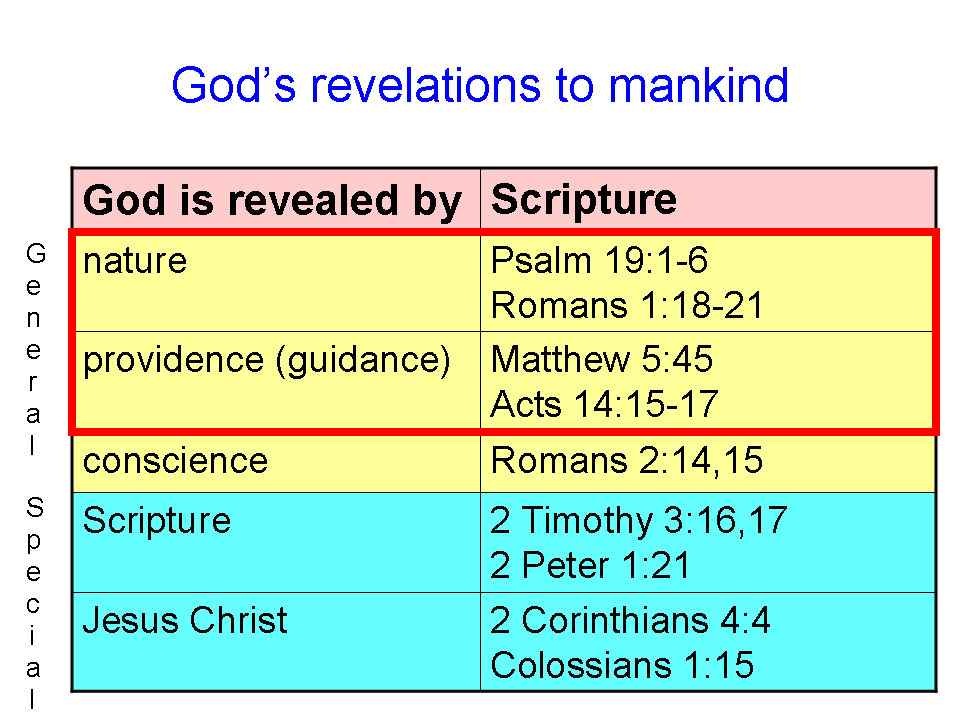 God's revelations to mankind
God is revealed by Scripture
nature Psalm 19:1-6
Romans 1:18-21
providence (guidance) Matthew 5:45
Acts 14:15-17
conscience Romans 2:14,15
Scripture 2 Timothy 3:16,17
2 Peter 1:21
Jesus Christ 2 Corinthians 4:4
Colossians 1:15
General
Special